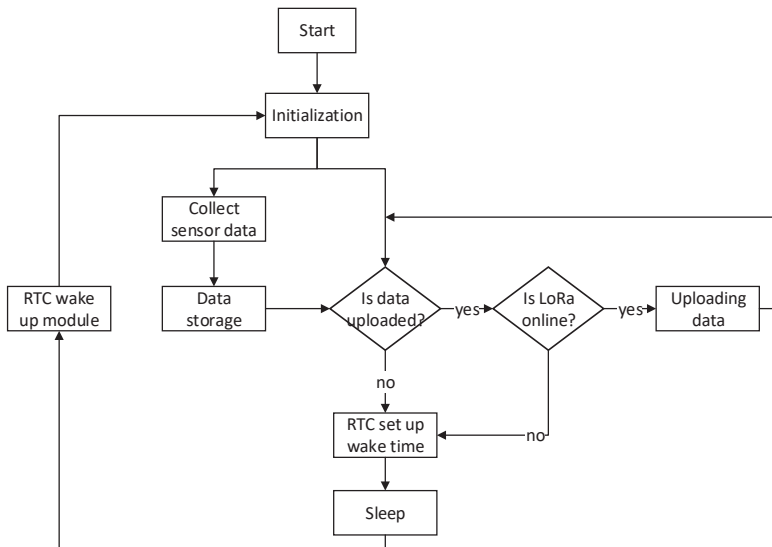 Start
Initialization
Collect
sensor data
RTC wake
up module
Data
storage
Is data
uploaded?
yes
Is LoRa
online?
yes
Uploading
data
no
RTC set up
wake time
no
Sleep